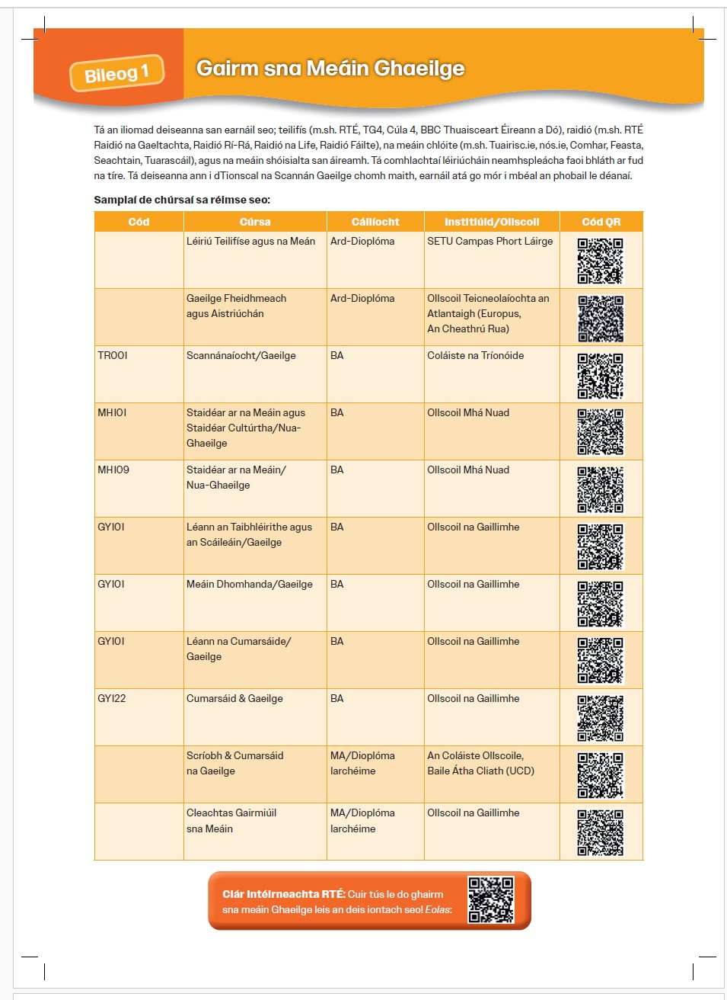 Bileog 1
Gairm sna Meáin Ghaeilge
Tá an iliomad deiseanna san earnáil seo; teilifís (m.sh. RTÉ, TG4, Cúla 4, BBC Thuaisceart Éireann a Dó), raidió (m.sh. RTÉ
Raidió na Gaeltachta, Raidió Rí-Rá, Raidió na Life, Raidió Fáilte), na meáin chlóite (m.sh. Tuairisc.ie, nós.ie, Comhar, Feasta,
Seachtain, Tuarascáil), agus na meáin shóisialta san áireamh. Tá comhlachtaí léiriúcháin neamhspleácha faoi bhláth ar fud
na tíre. Tá deiseanna ann i dTionscal na Scannán Gaeilge chomh maith, earnáil atá go mór i mbéal an phobail le déanaí.
Samplaí de chúrsaí sa réimse seo:
Cód Cúrsa Cáilíocht Institiúid/Ollscoil Cód QR
Léiriú Teilifíse agus na Meán Ard-Dioplóma SETU Campas Phort Láirge
Gaeilge Fheidhmeach Ard-Dioplóma Ollscoil Teicneolaíochta an
agus Aistriúchán Atlantaigh (Europus,
An Cheathrú Rua)
TR001 Scannánaíocht/Gaeilge BA Coláiste na Tríonóide
MH101 Staidéar ar na Meáin agus BA Ollscoil Mhá Nuad
Staidéar Cultúrtha/Nua-
Ghaeilge
MH109 Staidéar ar na Meáin/ BA Ollscoil Mhá Nuad
Nua-Ghaeilge
GY101 Léann an Taibhléirithe agus BA Ollscoil na Gaillimhe
an Scáileáin/Gaeilge
GY101 Meáin Dhomhanda/Gaeilge BA Ollscoil na Gaillimhe
GY101 Léann na Cumarsáide/ BA Ollscoil na Gaillimhe
Gaeilge
GY122 Cumarsáid & Gaeilge BA Ollscoil na Gaillimhe
Scríobh & Cumarsáid MA/Dioplóma An Coláiste Ollscoile,
na Gaeilge Iarchéime Baile Átha Cliath (UCD)
Cleachtas Gairmiúil MA/Dioplóma Ollscoil na Gaillimhe
sna Meáin Iarchéime
Clár Intéirneachta RTÉ: Cuir tús le do ghairm
sna meáin Ghaeilge leis an deis iontach seo! Eolas: